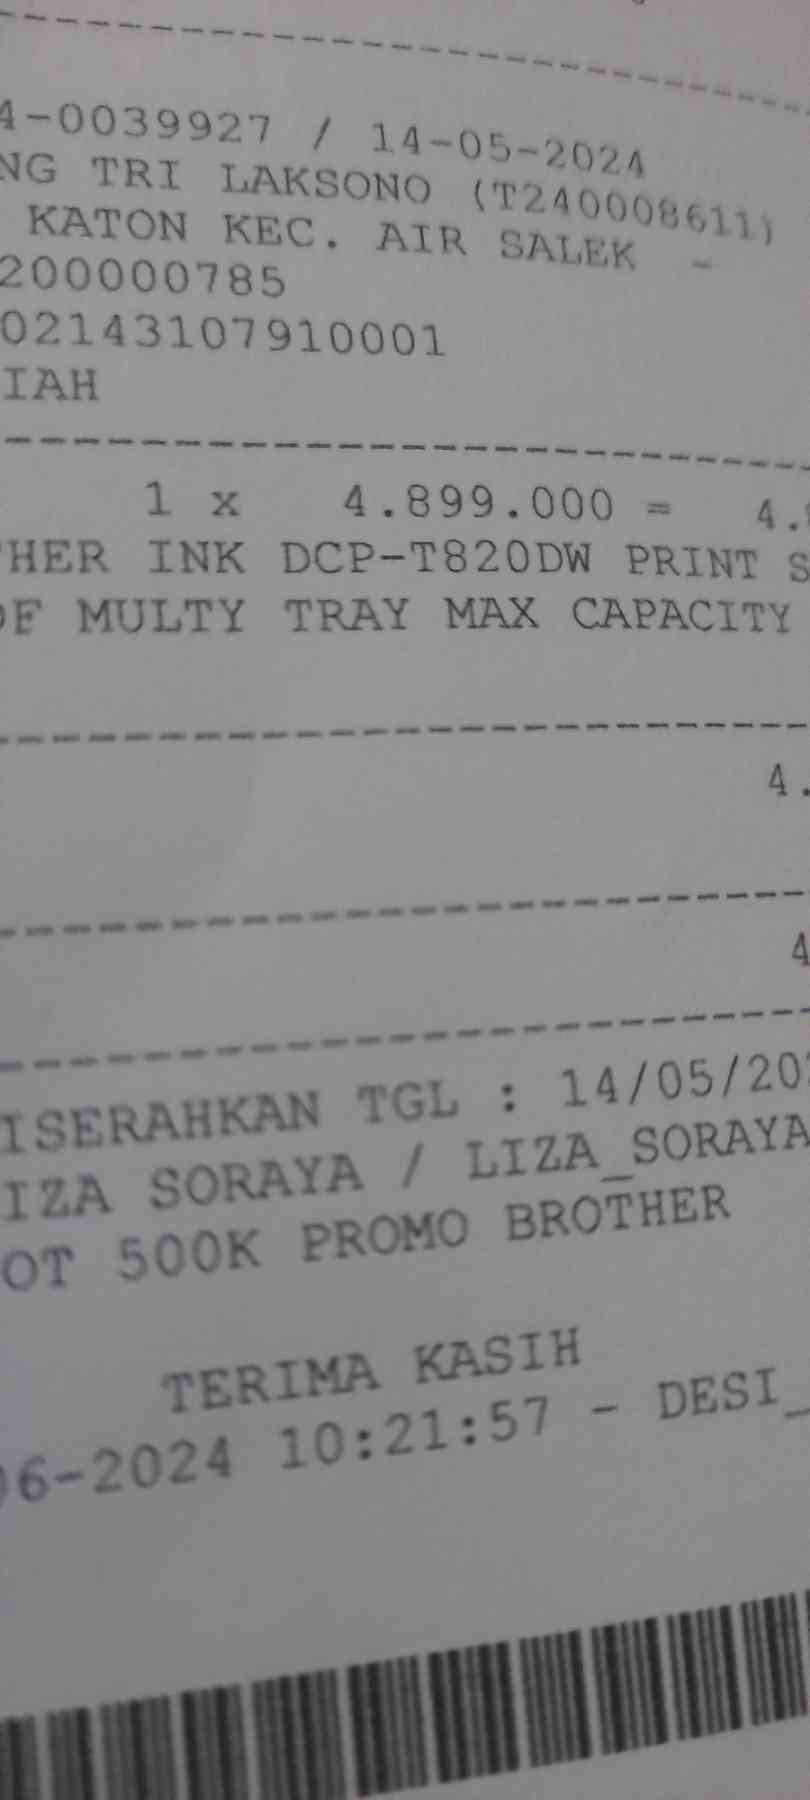 4-0039927 / 14-05-2024
NG TRI LAKSONO (T240008611)
KATON KEC. AIR SALEK -
200000785
02143107910001
IAH
1 x 4.899.000 = 4.
HER INK DCP-T820DW PRINT S
OF MULTY TRAY MAX CAPACITY
4.
4
ISERAHKAN TGL : 14/05/20
IZA SORAYA / LIZA_SORAYA
OT 500K PROMO BROTHER
TERIMA KASIH
06-2024 10:21:57 - DESI_